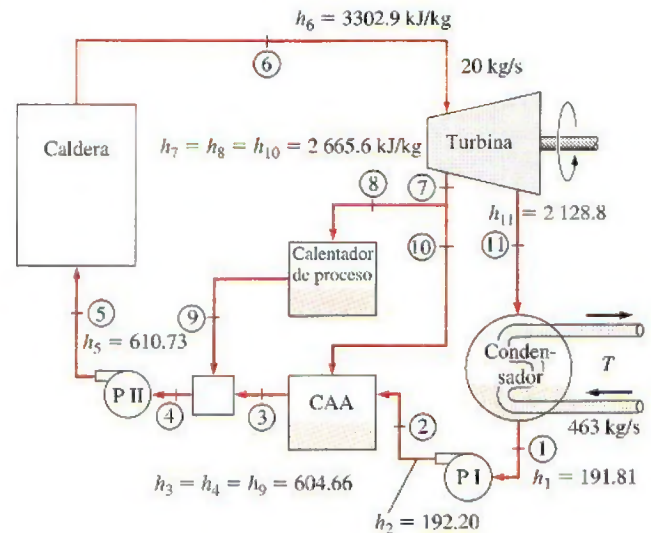 h6 = 3302.9 kJ/kg
6
20 kg/s
Caldera
h7 = h8 = h10 = 2 665.6 kJ/kg
Turbina
7
8
h11 = 2 128.8
10
11
Calentador
de proceso
5
9
h5 = 610.73
Conden-
sador
T
P II
4
3
CAA
2
463 kg/s
1
h3 = h4 = h9 = 604.66
P I
h1 = 191.81
h2 = 192.20